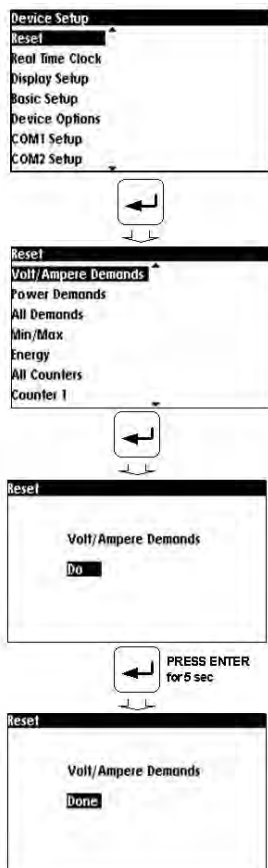 Device Setup
Reset
Real Time Clock
Display Setup
Basic Setup
Device Options
COM1 Setup
COM2 Setup
Reset
Volt/Ampere Demands
Power Demands
All Demands
Min/Max
Energy
All Counters
Counter 1
Reset
Volt/Ampere Demands
Do
PRESS ENTER
for 5 sec
Reset
Volt/Ampere Demands
Done